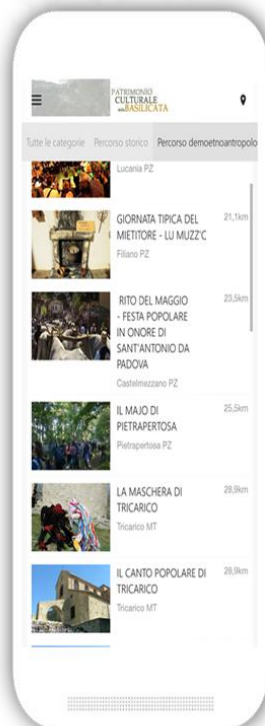 PATRIMONIO
CULTURALE
della BASILICATA
Tutte le categorie Percorso storico Percorso demoetnoantropolo
Lucania PZ
GIORNATA TIPICA DEL 21,1km
MIETITORE - LU MUZZ'C
Filiano PZ
RITO DEL MAGGIO 23,5km
- FESTA POPOLARE
IN ONORE DI
SANT'ANTONIO DA
PADOVA
Castelmezzano PZ
IL MAJO DI 25,5km
PIETRAPERTOSA
Pietrapertosa PZ
LA MASCHERA DI 28,9km
TRICARICO
Tricarico MT
IL CANTO POPOLARE DI 28,9km
TRICARICO
Tricarico MT